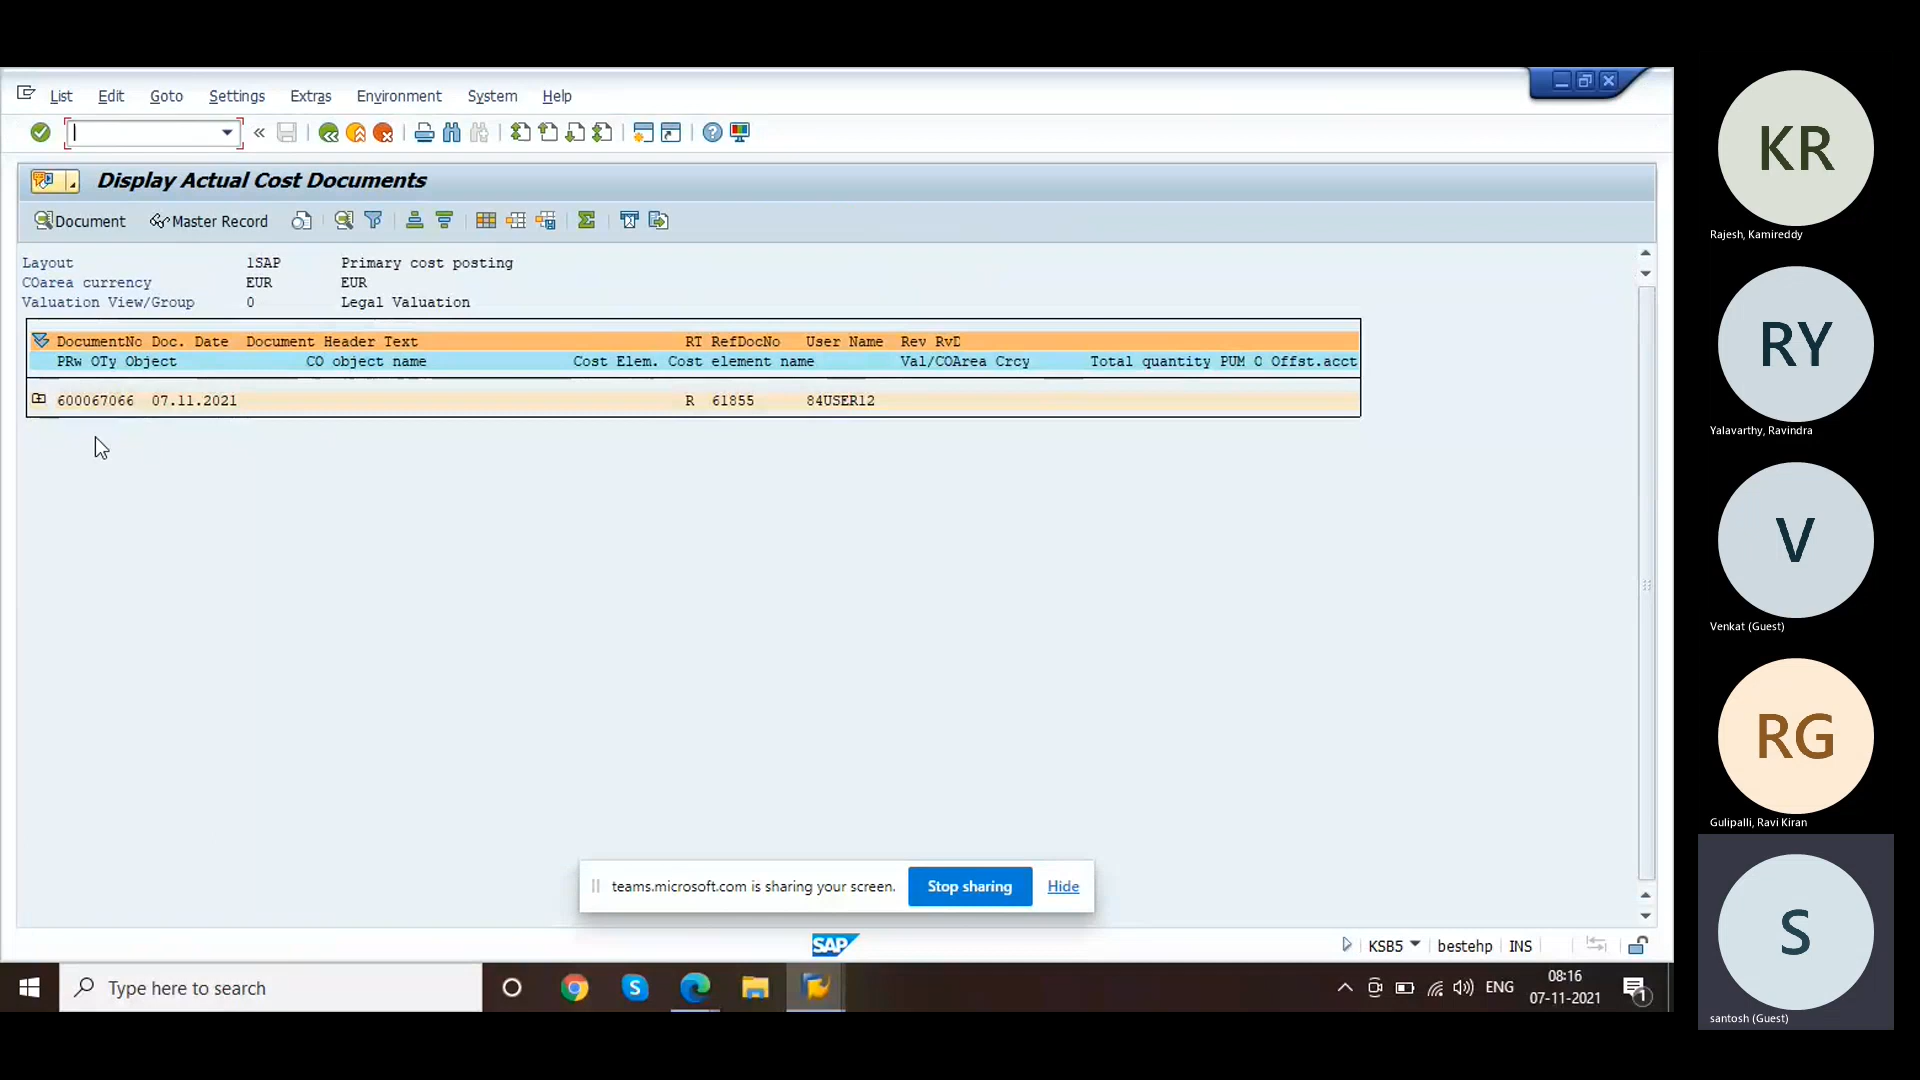 List Edit Goto Settings Extras Environment System Help
Display Actual Cost Documents
Document Master Record
Layout 1SAP Primary cost posting
COarea currency EUR EUR
Valuation View/Group 0 Legal Valuation
DocumentNo Doc. Date Document Header Text RT RefDocNo User Name Rev RvD
PRw OTy Object CO object name Cost Elem. Cost element name Val/COArea Crcy Total quantity PUM O Offst.acct
600067066 07.11.2021 R 61855 84USER12
teams.microsoft.com is sharing your screen. Stop sharing Hide
SAP
KSB5 bestehp INS
Type here to search
S
ENG
08:16
07-11-2021
1
KR
Rajesh, Kamireddy
RY
Yalavarthy, Ravindra
V
Venkat (Guest)
RG
Gulipalli, Ravi Kiran
S
santosh (Guest)